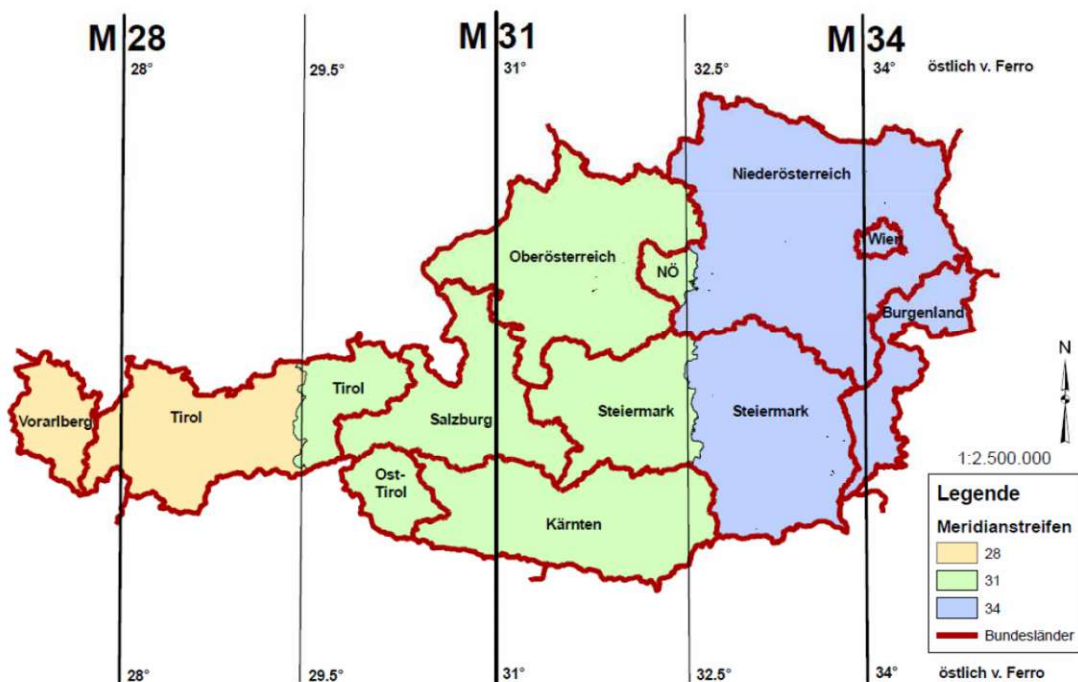 M 28
M 31
M 34
28°
29.5°
31°
32.5°
34°
östlich v. Ferro
Niederösterreich
Oberösterreich
NÖ
Wien
Burgenland
Tirol
Vorarlberg
Tirol
Salzburg
Steiermark
Steiermark
Ost-
Tirol
Kärnten
N
1:2.500.000
Legende
Meridianstreifen
28
31
34
Bundesländer
28°
29.5°
31°
32.5°
34°
östlich v. Ferro